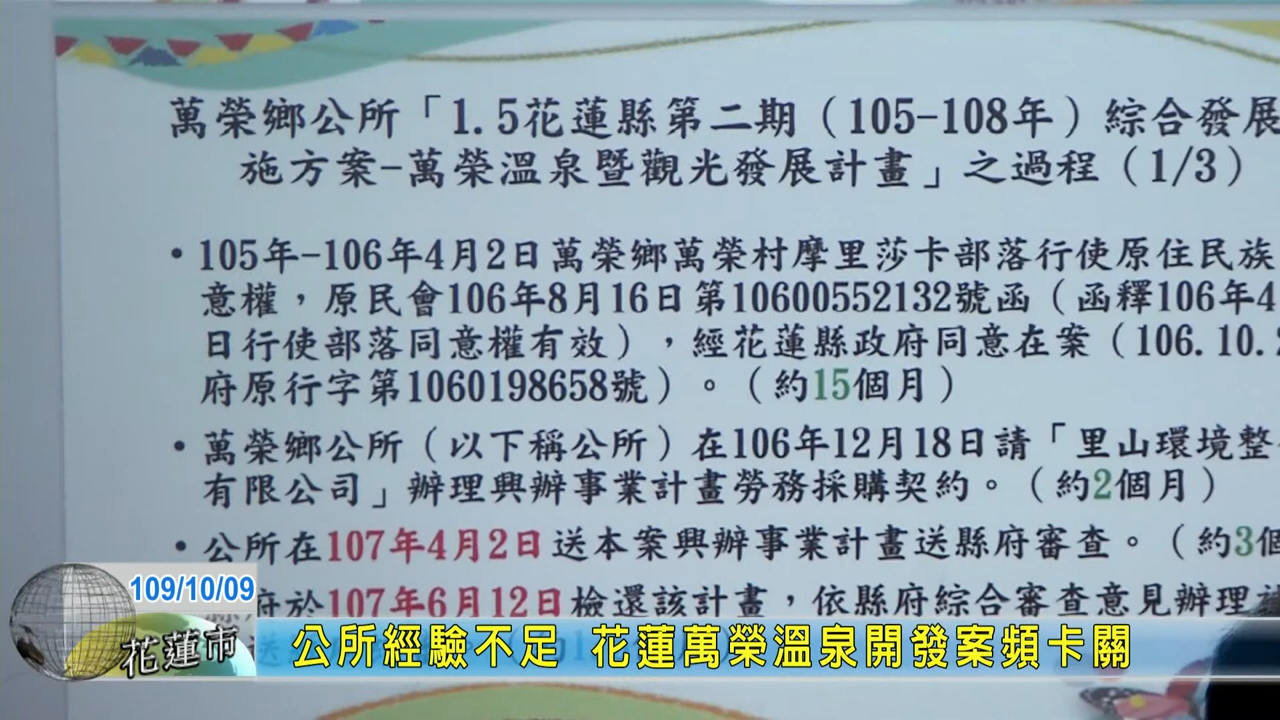 萬榮鄉公所「1.5花蓮縣第二期（105-108年）綜合發展
施方案-萬榮溫泉暨觀光發展計畫」之過程（1/3）
•105年-106年4月2日萬榮鄉萬榮村摩里莎卡部落行使原住民族
意權，原民會106年8月16日第10600552132號函（函釋106年4
日行使部落同意權有效），經花蓮縣政府同意在案（106.10.
府原行字第1060198658號）。（約15個月）
•萬榮鄉公所（以下稱公所）在106年12月18日請「里山環境整
有限公司」辦理興辦事業計畫勞務採購契約。（約2個月）
•公所在107年4月2日送本案興辦事業計畫送縣府審查。（約3個
府於107年6月12日檢還該計畫，依縣府綜合審查意見辦理
送
109/10/09
花蓮市
公所經驗不足 花蓮萬榮溫泉開發案頻卡關